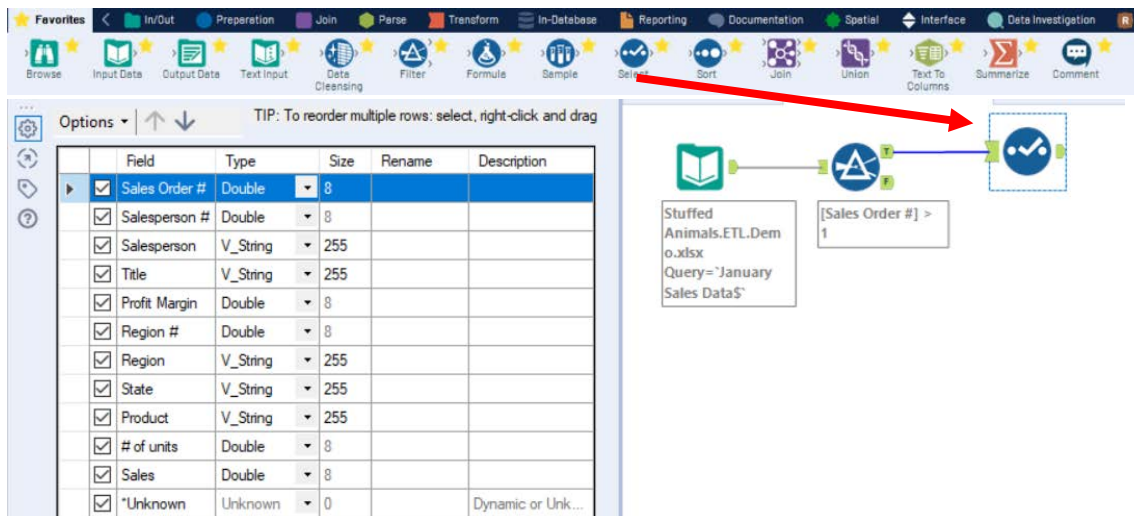 Favorites In/Out Preparation Join Parse Transform In-Database Reporting Documentation Spatial Interface Data Investigation R
Browse Input Data Output Data Text Input Data Cleansing Filter Formula Sample Select Sort Join Union Text To Columns Summarize Comment
Options TIP: To reorder multiple rows: select, right-click and drag
Field Type Size Rename Description
Sales Order # Double 8
Salesperson # Double 8
Salesperson V_String 255
Title V_String 255
Profit Margin Double 8
Region # Double 8
Region V_String 255
State V_String 255
Product V_String 255
# of units Double 8
Sales Double 8
*Unknown Unknown 0 Dynamic or Unk...
T
F
Stuffed
Animals.ETL.Dem
o.xlsx
Query=`January
Sales Data$`
[Sales Order #] >
1